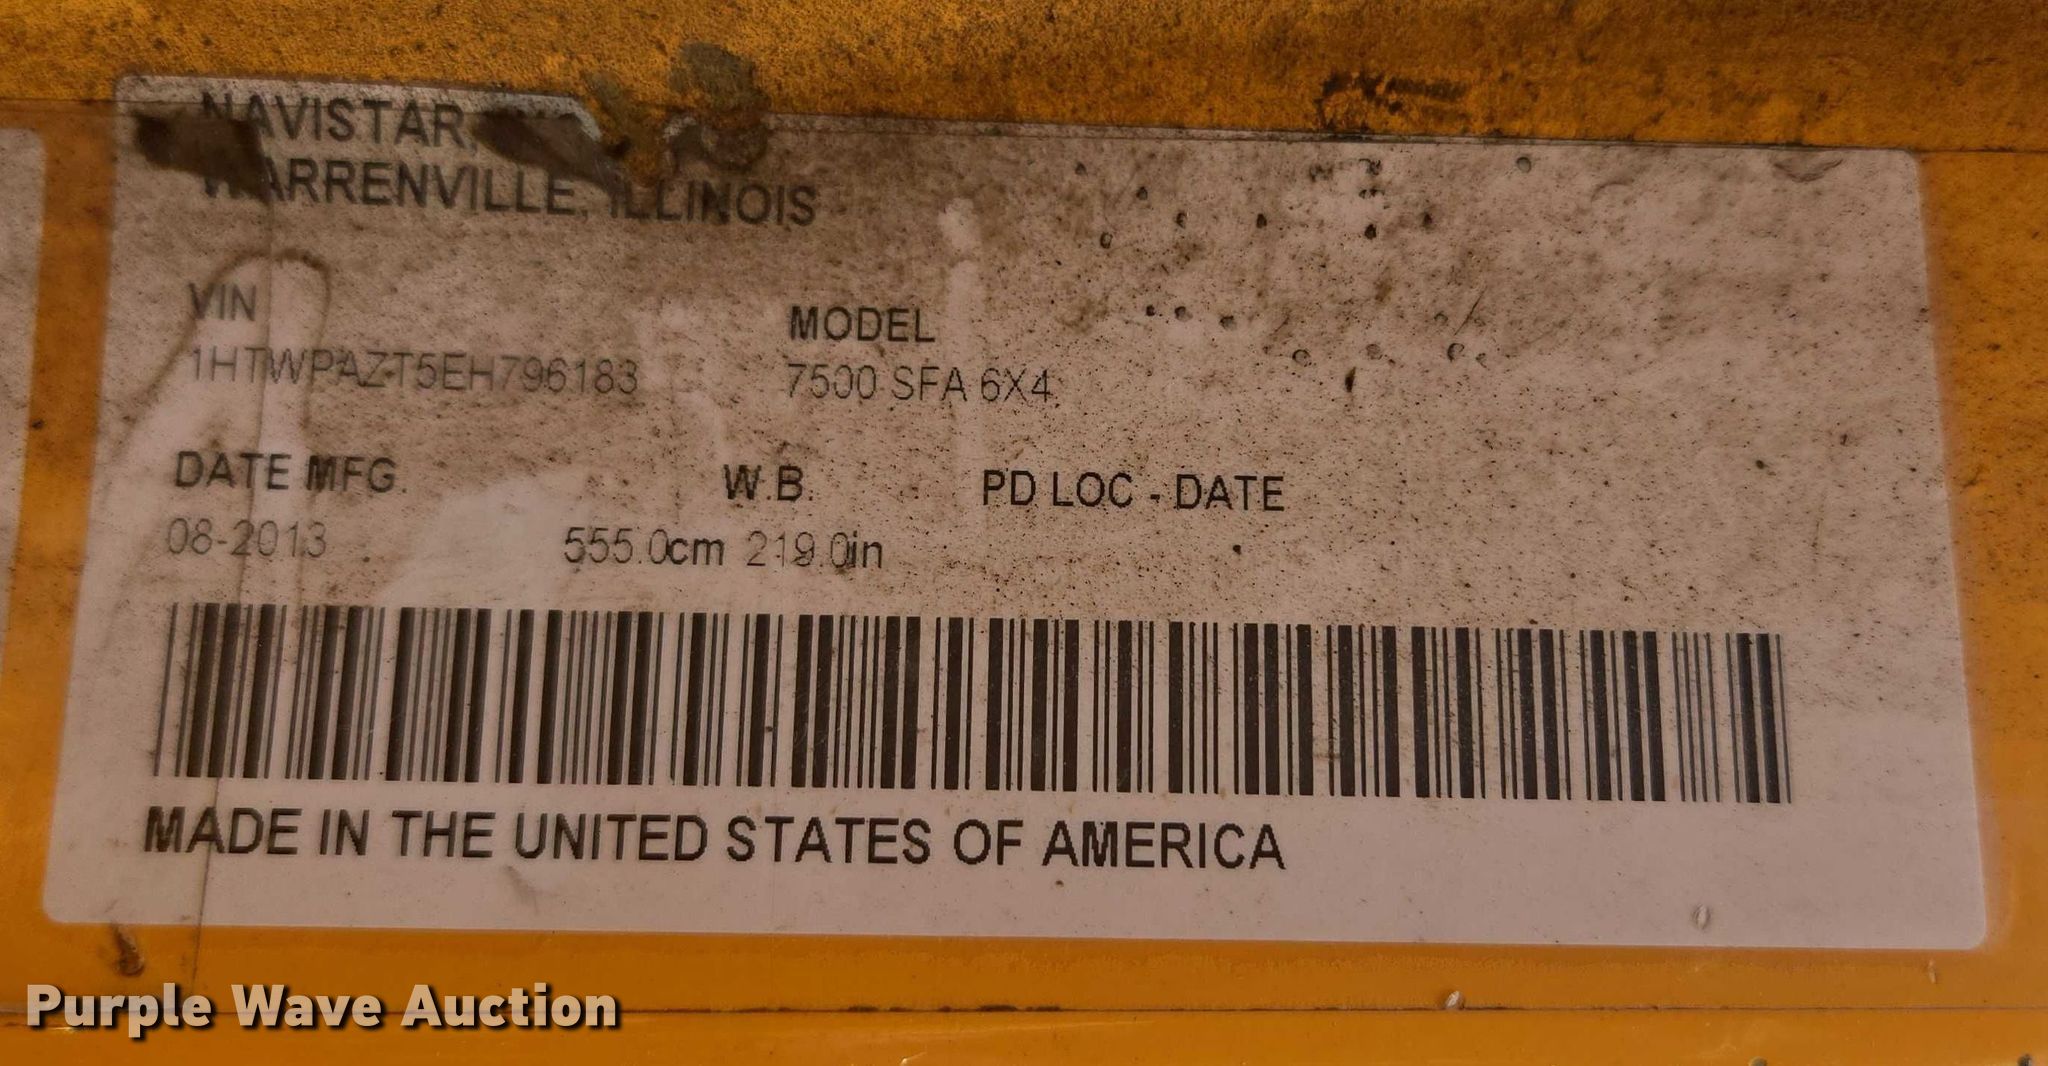 NAVISTAR,
WARRENVILLE, ILLINOIS
VIN MODEL
1HTWPAZT5EH796183 7500 SFA 6X4
DATE MFG. W.B. PD LOC - DATE
08-2013 555.0cm 219.0in
MADE IN THE UNITED STATES OF AMERICA
Purple Wave Auction